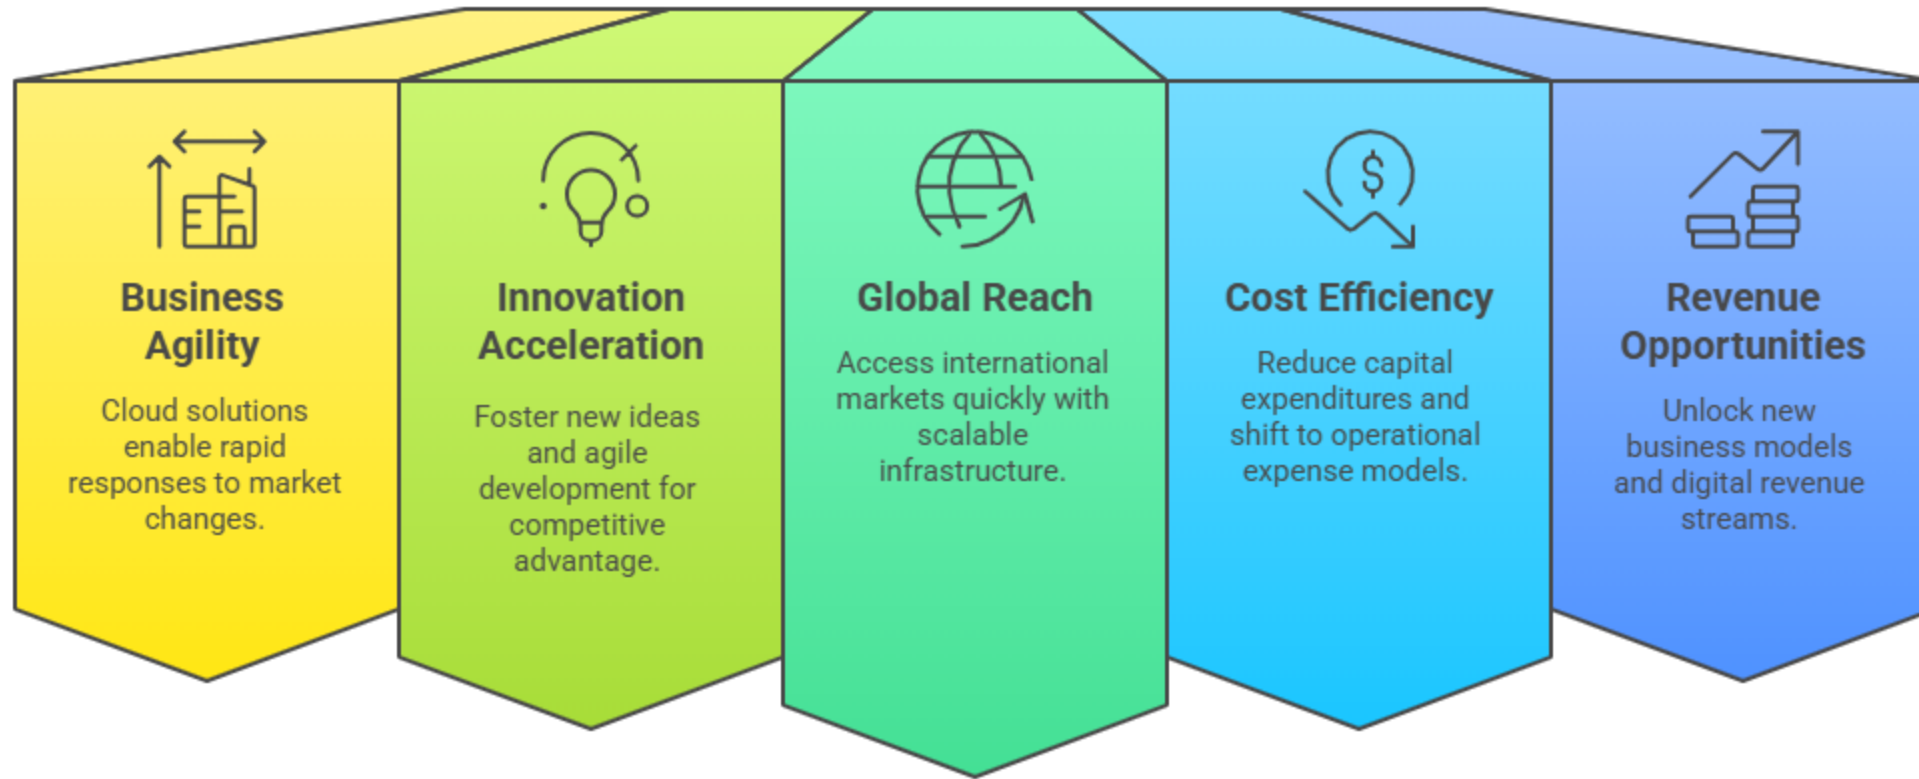 Business
Agility
Cloud solutions
enable rapid
responses to market
changes.
Innovation
Acceleration
Foster new ideas
and agile
development for
competitive
advantage.
Global Reach
Access international
markets quickly with
scalable
infrastructure.
$
Cost Efficiency
Reduce capital
expenditures and
shift to operational
expense models.
Revenue
Opportunities
Unlock new
business models
and digital revenue
streams.